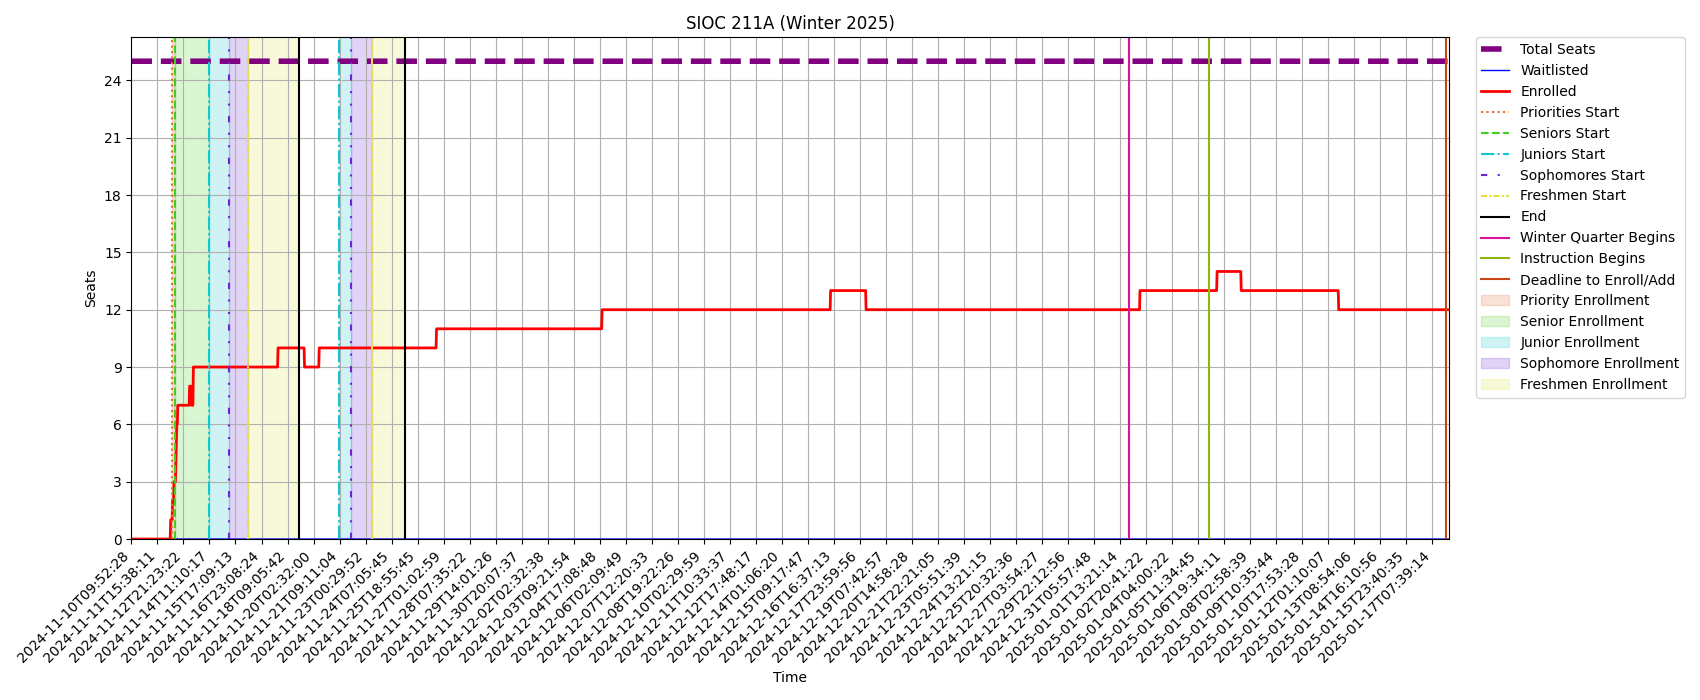 SIOC 211A (Winter 2025)
Seats
24
21
18
15
12
9
6
3
0
2024-11-10T09:52:28
2024-11-11T15:38:11
2024-11-12T21:23:22
2024-11-14T11:10:17
2024-11-15T17:09:13
2024-11-16T23:08:24
2024-11-18T09:05:42
2024-11-20T02:32:00
2024-11-21T09:11:04
2024-11-23T00:29:52
2024-11-24T07:05:45
2024-11-25T18:55:45
2024-11-27T01:02:59
2024-11-28T07:35:22
2024-11-29T14:01:26
2024-11-30T20:07:37
2024-12-02T02:32:38
2024-12-03T09:21:54
2024-12-04T17:08:48
2024-12-06T02:09:49
2024-12-07T12:20:33
2024-12-08T19:22:26
2024-12-10T02:29:59
2024-12-11T10:33:37
2024-12-12T17:48:17
2024-12-14T01:06:20
2024-12-15T09:17:47
2024-12-16T16:37:13
2024-12-17T23:59:56
2024-12-19T07:42:57
2024-12-20T14:58:28
2024-12-21T22:21:05
2024-12-23T05:51:39
2024-12-24T13:21:15
2024-12-25T20:32:36
2024-12-27T03:54:27
2024-12-29T22:12:56
2024-12-31T05:57:48
2025-01-01T13:21:14
2025-01-02T20:41:22
2025-01-04T04:00:22
2025-01-05T11:34:45
2025-01-06T19:34:11
2025-01-08T02:58:39
2025-01-09T10:35:44
2025-01-10T17:53:28
2025-01-12T01:10:07
2025-01-13T08:54:06
2025-01-14T16:10:56
2025-01-15T23:40:35
2025-01-17T07:39:14
Time
Total Seats
Waitlisted
Enrolled
Priorities Start
Seniors Start
Juniors Start
Sophomores Start
Freshmen Start
End
Winter Quarter Begins
Instruction Begins
Deadline to Enroll/Add
Priority Enrollment
Senior Enrollment
Junior Enrollment
Sophomore Enrollment
Freshmen Enrollment